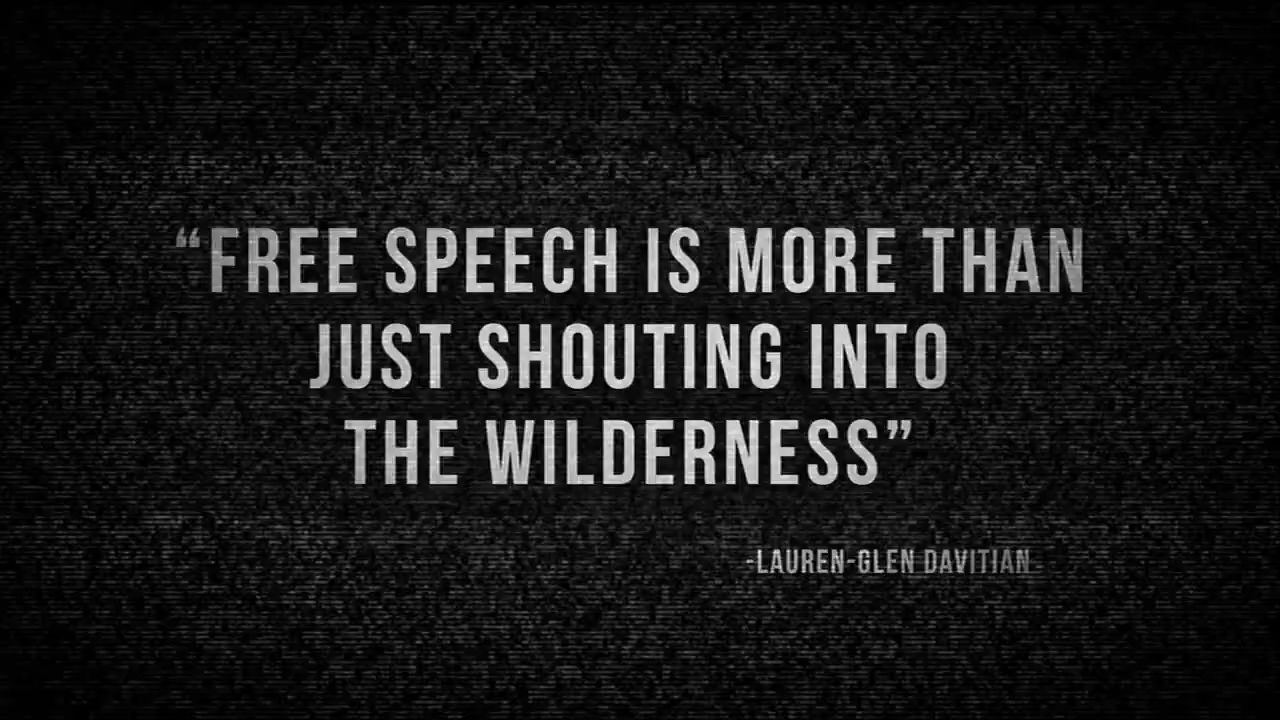 “FREE SPEECH IS MORE THAN
JUST SHOUTING INTO
THE WILDERNESS”
-LAUREN-GLEN DAVITIAN